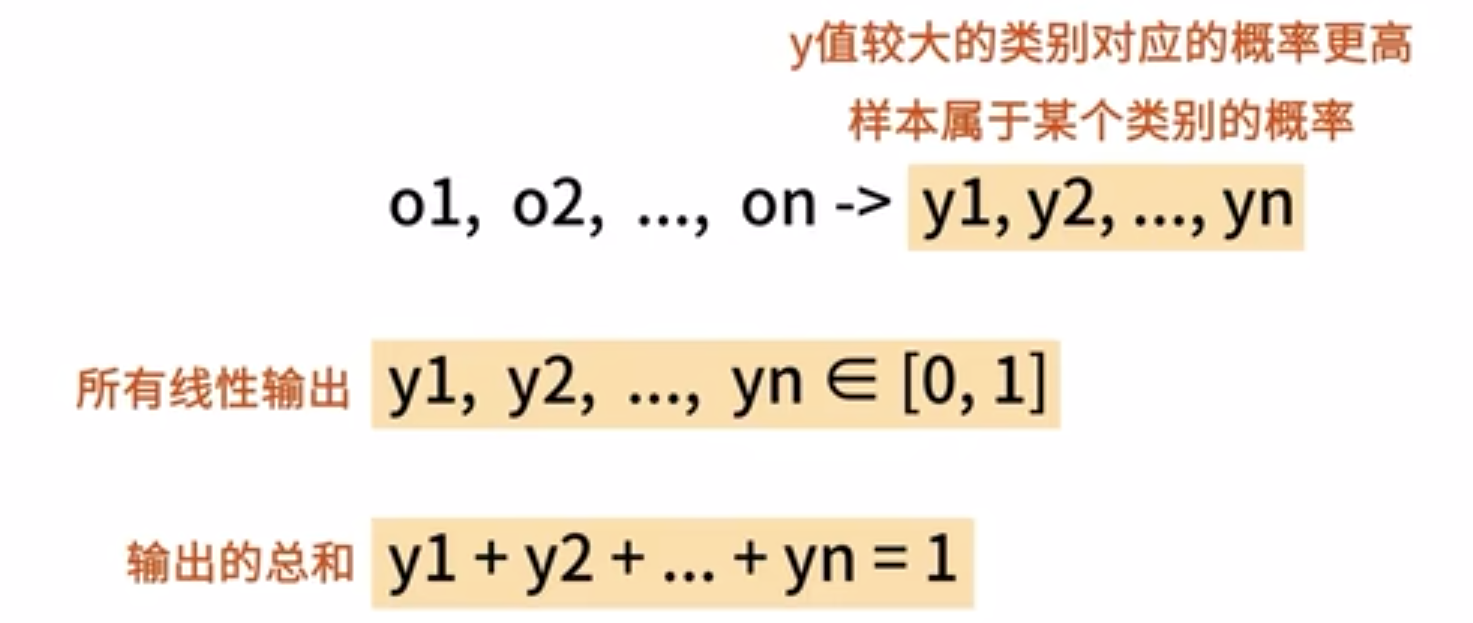 y值较大的类别对应的概率更高
样本属于某个类别的概率
o1, o2, ..., on -> y1, y2, ..., yn
所有线性输出 y1, y2, ..., yn ∈ [0, 1]
输出的总和 y1 + y2 + ... + yn = 1